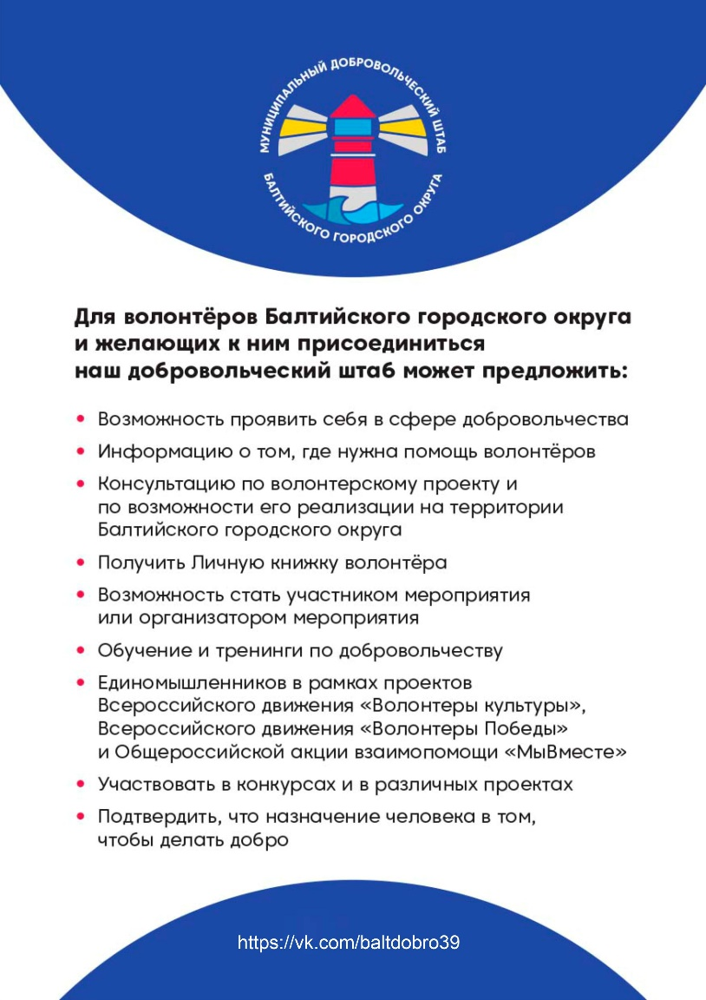 МУНИЦИПАЛЬНЫЙ ДОБРОВОЛЬЧЕСКИЙ ШТАБ
БАЛТИЙСКОГО ГОРОДСКОГО ОКРУГА
Для волонтёров Балтийского городского округа
и желающих к ним присоединиться
наш добровольческий штаб может предложить:
• Возможность проявить себя в сфере добровольчества
• Информацию о том, где нужна помощь волонтёров
• Консультацию по волонтерскому проекту и
по возможности его реализации на территории
Балтийского городского округа
• Получить Личную книжку волонтёра
• Возможность стать участником мероприятия
или организатором мероприятия
• Обучение и тренинги по добровольчеству
• Единомышленников в рамках проектов
Всероссийского движения «Волонтеры культуры»,
Всероссийского движения «Волонтеры Победы»
и Общероссийской акции взаимопомощи «МыВместе»
• Участвовать в конкурсах и в различных проектах
• Подтвердить, что назначение человека в том,
чтобы делать добро
https://vk.com/baltdobro39